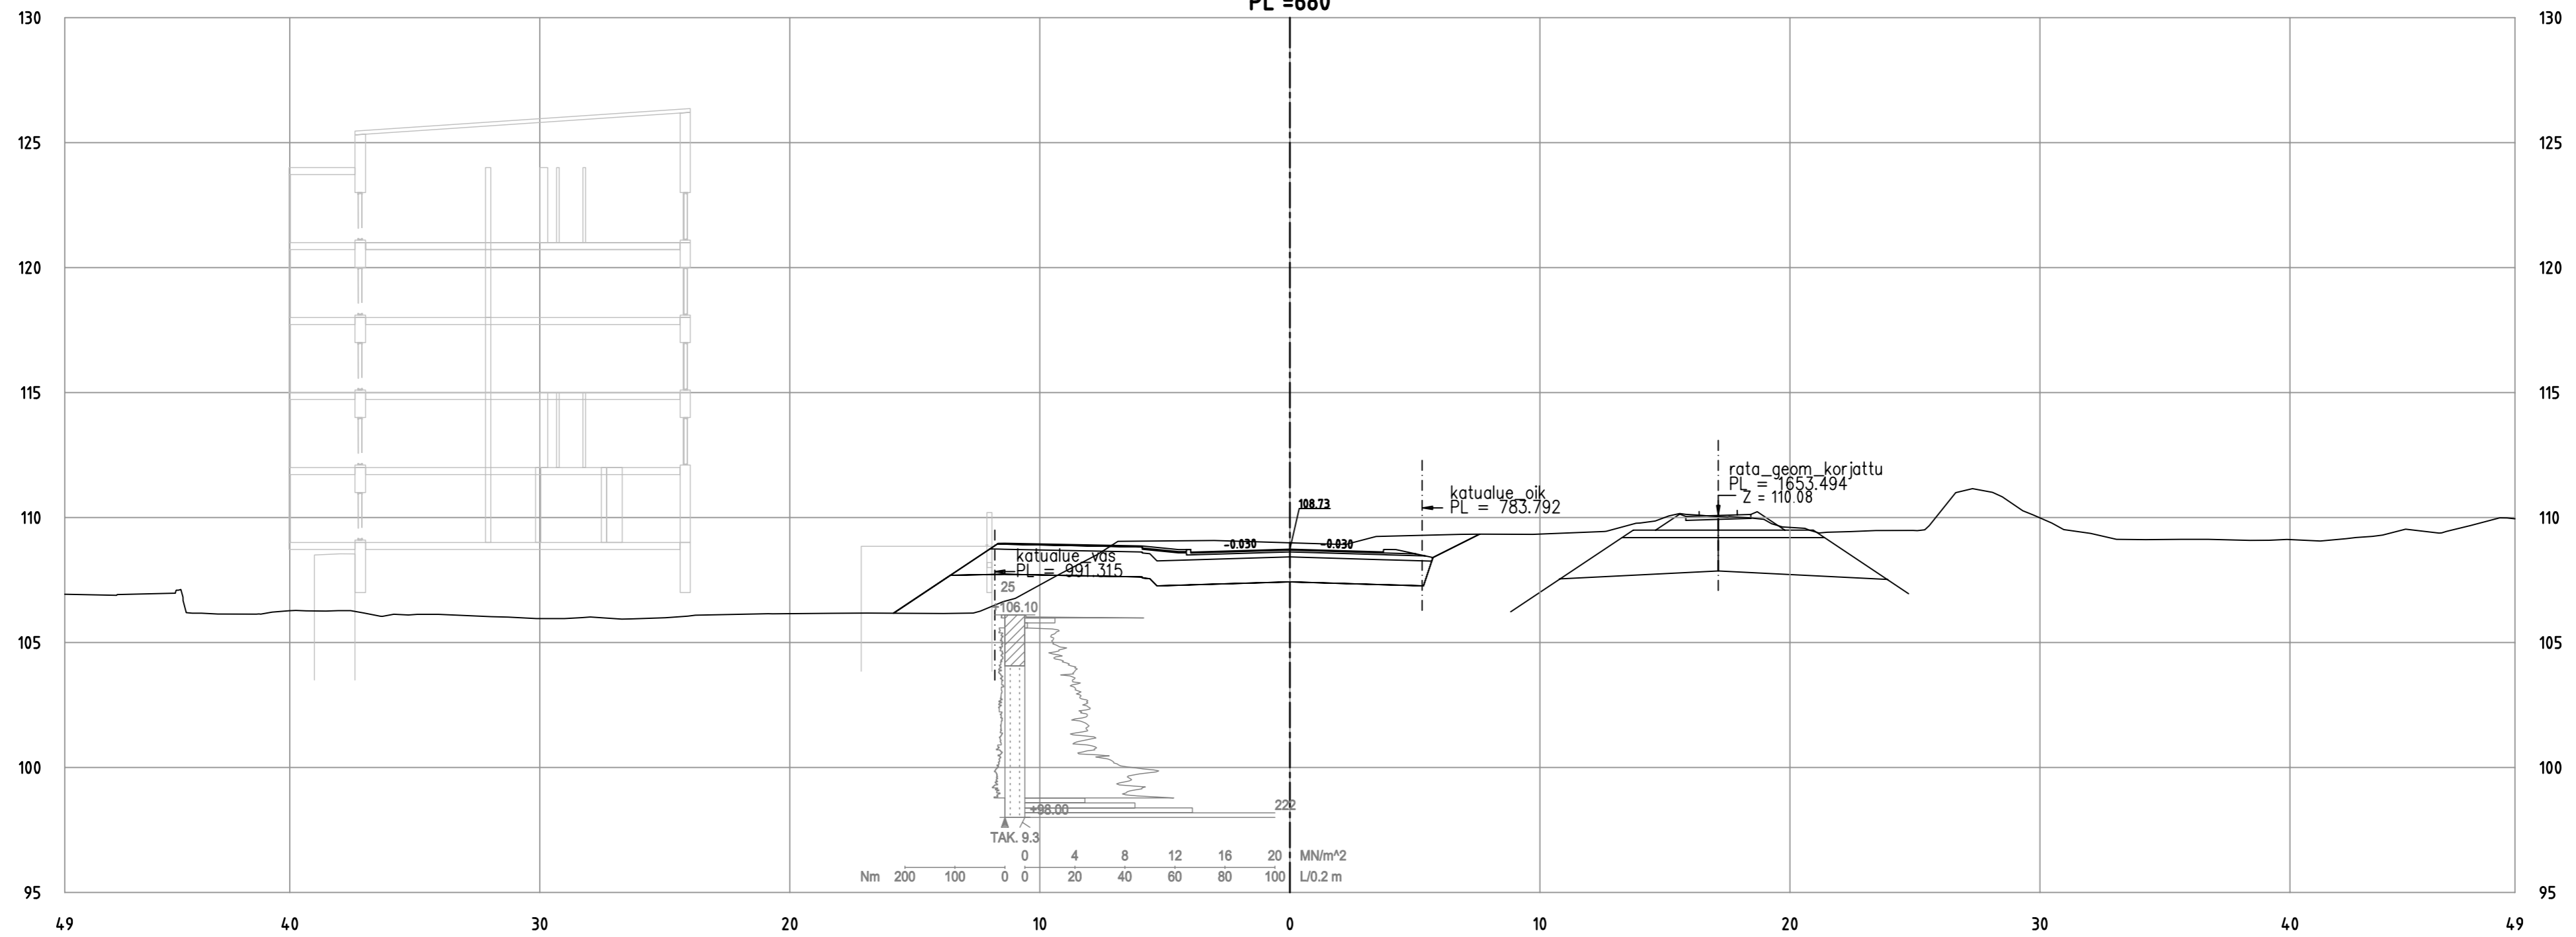 PL =680
130 130
125 125
120 120
115 115
rata_geom_korjattu
PL = 1653.494
Z = 110.08
katualue_oik
PL = 783.792
108.73
110 110
-0.030 -0.030
katualue_vas
PL = 991.315
25
+106.10
105 105
100 100
+98.00
222
TAK. 9.3
0 4 8 12 16 20 MN/m^2
Nm 200 100 0 0 20 40 60 80 100 L/0.2 m
95 95
49 40 30 20 10 0 10 20 30 40 49